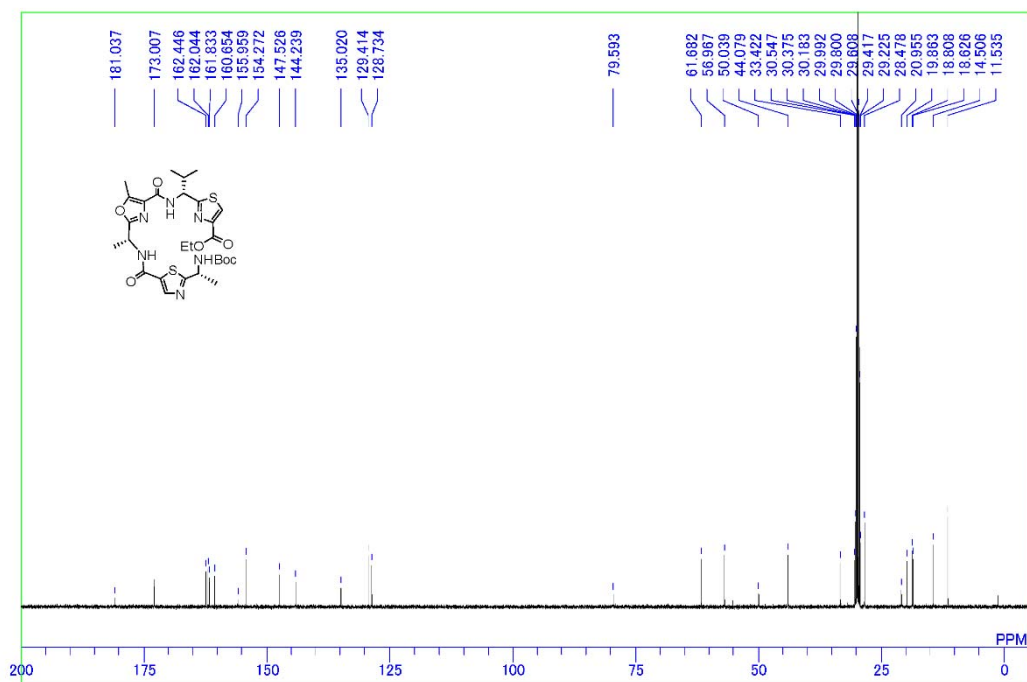 181.037
173.007
162.446
162.044
161.833
160.654
155.959
154.272
147.526
144.239
135.020
129.414
128.734
79.593
61.682
56.967
50.039
44.079
33.422
30.547
30.375
30.183
29.992
29.800
29.608
29.417
29.225
28.478
20.955
19.863
18.808
18.626
14.506
11.535
O
S
N
H
N
O
N
O
EtO
NHBoc
NH
S
O
N
PPM
200 175 150 125 100 75 50 25 0